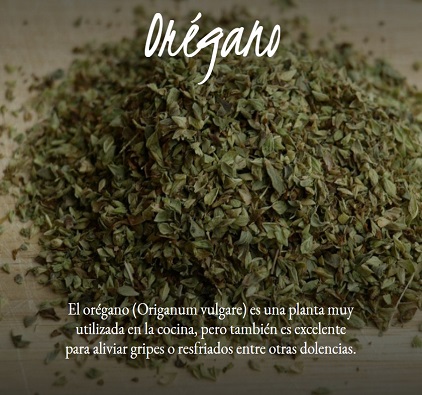 Orégano
El orégano (Origanum vulgare) es una planta muy
utilizada en la cocina, pero también es excelente
para aliviar gripes o resfriados entre otras dolencias.